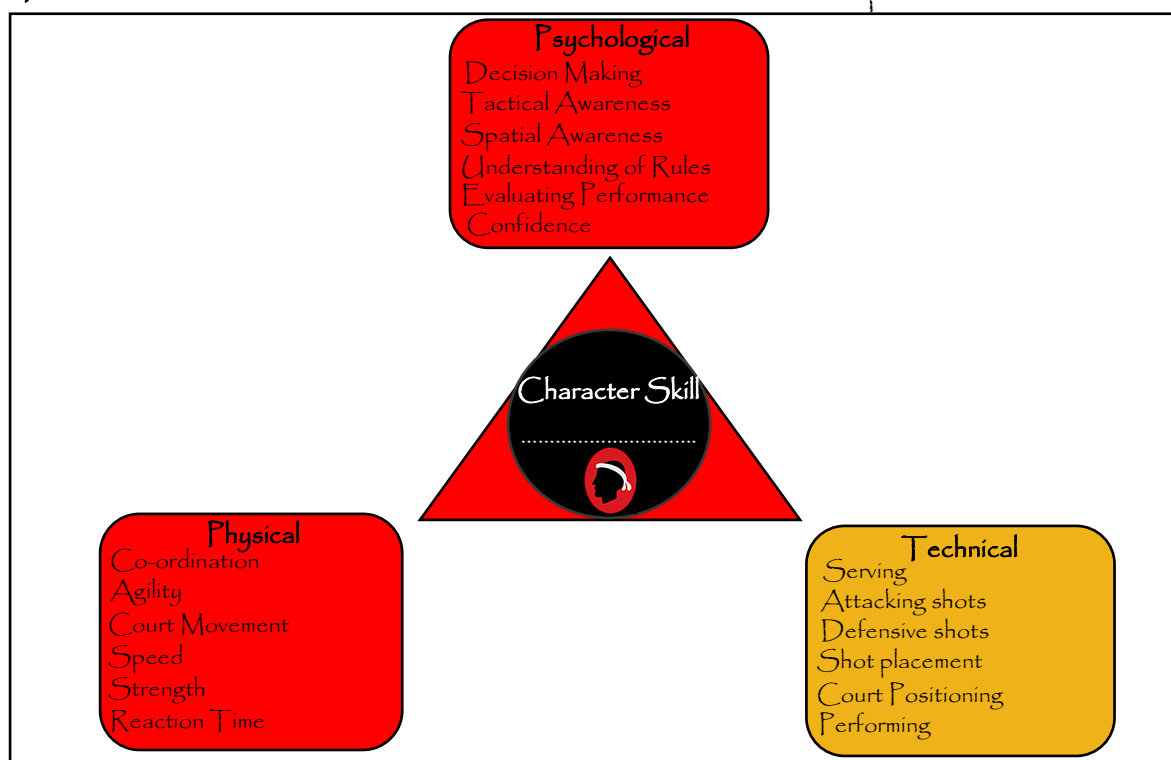 Psychological
Decision Making
Tactical Awareness
Spatial Awareness
Understanding of Rules
Evaluating Performance
Confidence
Character Skill
..............................
Physical
Co-ordination
Agility
Court Movement
Speed
Strength
Reaction Time
Technical
Serving
Attacking shots
Defensive shots
Shot placement
Court Positioning
Performing